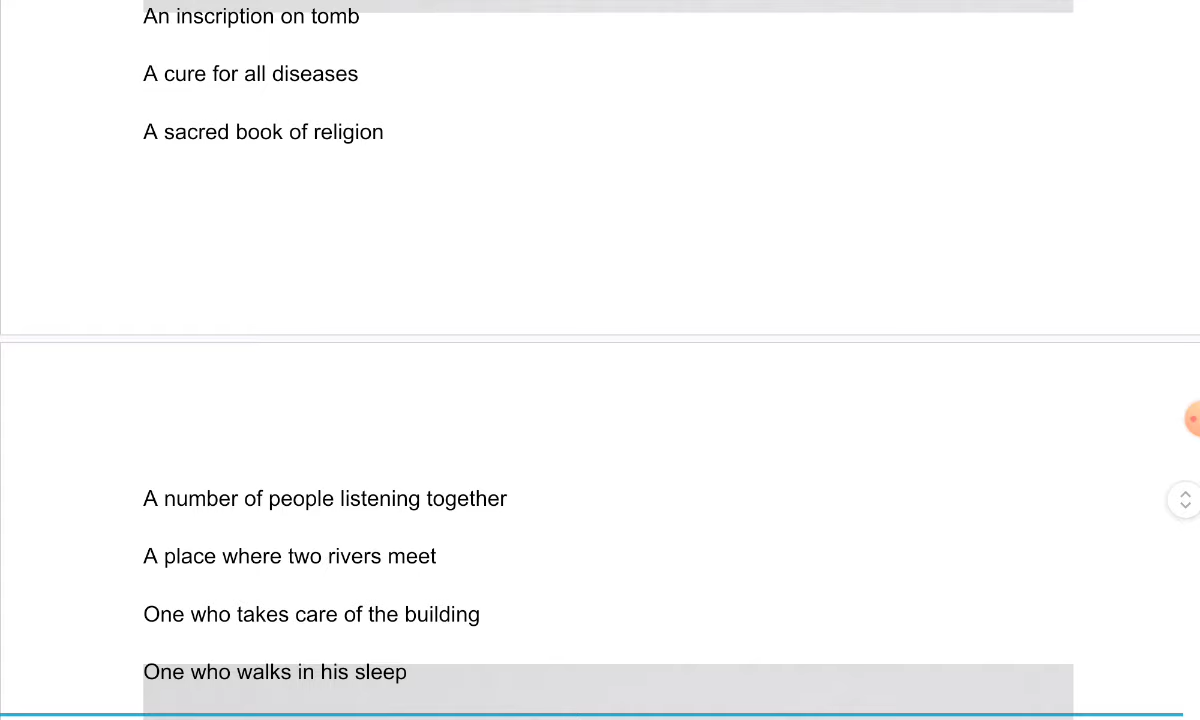 An inscription on tomb
A cure for all diseases
A sacred book of religion
A number of people listening together
A place where two rivers meet
One who takes care of the building
One who walks in his sleep